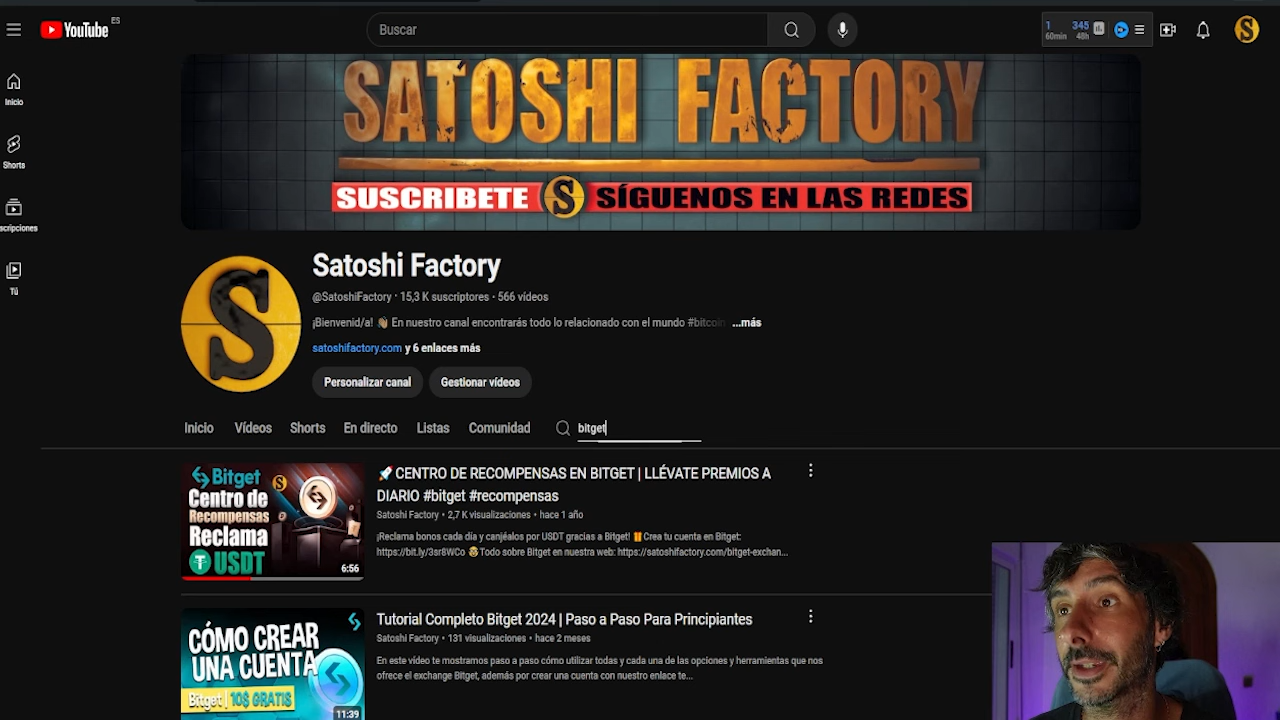 YouTube ES
Buscar
1 345
60min 48h
Inicio
Shorts
scripciones
Tú
SATOSHI FACTORY
SUSCRIBETE S SÍGUENOS EN LAS REDES
S
Satoshi Factory
@SatoshiFactory · 15,3 K suscriptores · 566 vídeos
¡Bienvenid/a! 👋 En nuestro canal encontrarás todo lo relacionado con el mundo #bitcoin ...más
satoshifactory.com y 6 enlaces más
Personalizar canal Gestionar vídeos
Inicio Vídeos Shorts En directo Listas Comunidad bitget
Bitget
Centro de
Recompensas
Reclama
USDT
6:56
🚀 CENTRO DE RECOMPENSAS EN BITGET | LLÉVATE PREMIOS A
DIARIO #bitget #recompensas
Satoshi Factory · 2,7 K visualizaciones · hace 1 año
¡Reclama bonos cada día y canjéalos por USDT gracias a Bitget! 🎁Crea tu cuenta en Bitget:
https://bit.ly/3sr8WCo 🤠Todo sobre Bitget en nuestra web: https://satoshifactory.com/bitget-exchan...
CÓMO CREAR
UNA CUENTA
Bitget | 10$ GRATIS
11:39
Tutorial Completo Bitget 2024 | Paso a Paso Para Principiantes
Satoshi Factory · 131 visualizaciones · hace 2 meses
En este vídeo te mostramos paso a paso cómo utilizar todas y cada una de las opciones y herramientas que nos
ofrece el exchange Bitget, además por crear una cuenta con nuestro enlace te...